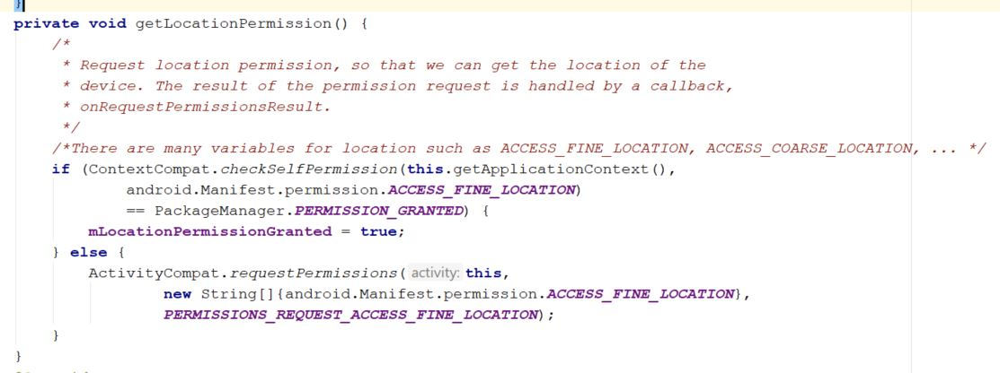 }
private void getLocationPermission() {
/*
* Request location permission, so that we can get the location of the
* device. The result of the permission request is handled by a callback,
* onRequestPermissionsResult.
*/
/*There are many variables for location such as ACCESS_FINE_LOCATION, ACCESS_COARSE_LOCATION, ... */
if (ContextCompat.checkSelfPermission(this.getApplicationContext(),
android.Manifest.permission.ACCESS_FINE_LOCATION)
== PackageManager.PERMISSION_GRANTED) {
mLocationPermissionGranted = true;
} else {
ActivityCompat.requestPermissions( activity: this,
new String[]{android.Manifest.permission.ACCESS_FINE_LOCATION},
PERMISSIONS_REQUEST_ACCESS_FINE_LOCATION);
}
}